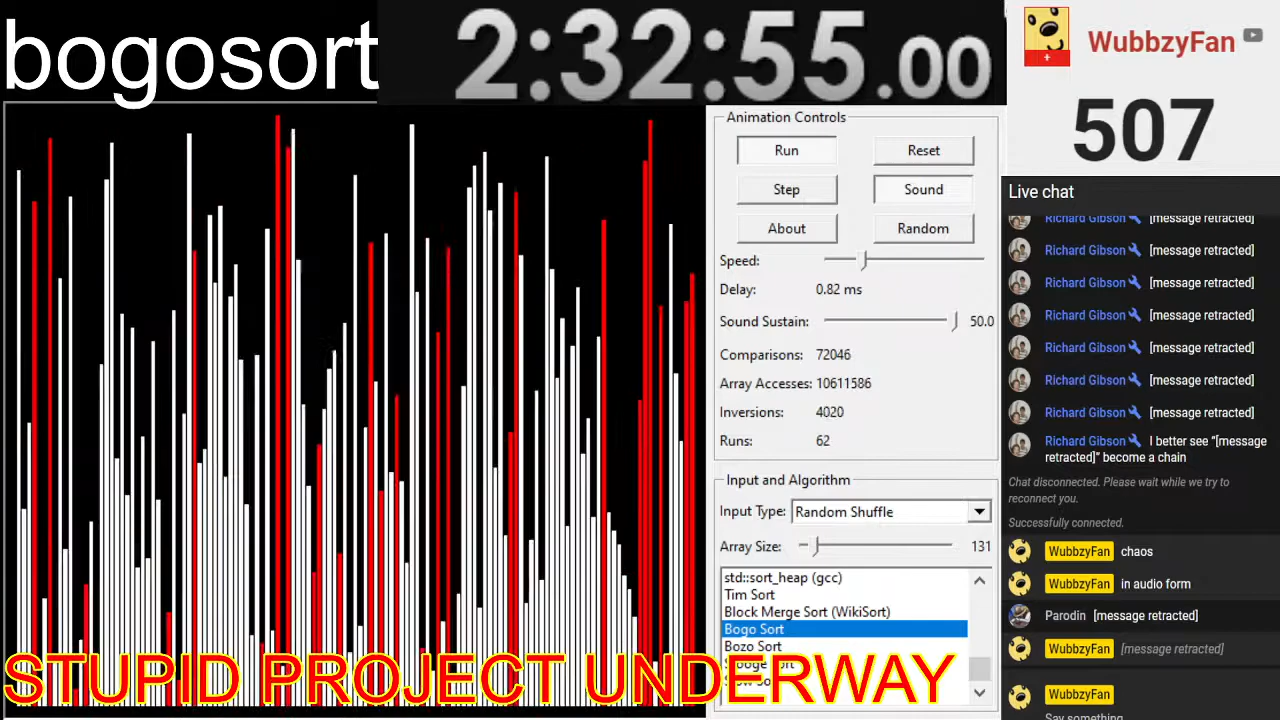 bogosort
2:32:55.00
WubbzyFan
507
Animation Controls
Run
Reset
Step
Sound
About
Random
Speed:
Delay: 0.82 ms
Sound Sustain: 50.0
Comparisons: 72046
Array Accesses: 10611586
Inversions: 4020
Runs: 62
Input and Algorithm
Input Type: Random Shuffle
Array Size: 131
std::sort_heap (gcc)
Tim Sort
Block Merge Sort (WikiSort)
Bogo Sort
Bozo Sort
STUPID PROJECT UNDERWAY
Live chat
Richard Gibson [message retracted]
Richard Gibson [message retracted]
Richard Gibson [message retracted]
Richard Gibson [message retracted]
Richard Gibson [message retracted]
Richard Gibson [message retracted]
Richard Gibson [message retracted]
Richard Gibson I better see “[message
retracted]” become a chain
Chat disconnected. Please wait while we try to
reconnect you.
Successfully connected.
WubbzyFan chaos
WubbzyFan in audio form
Parodin [message retracted]
WubbzyFan [message retracted]
WubbzyFan
Say something